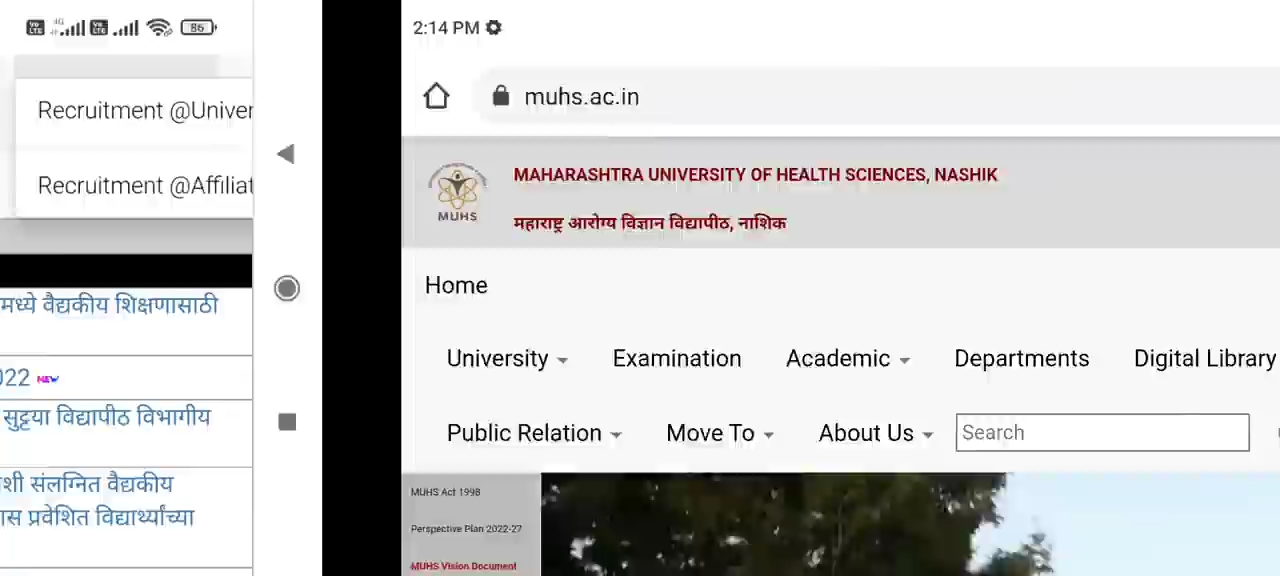 Recruitment @Univer
Recruitment @Affiliat
मध्ये वैद्यकीय शिक्षणासाठी
022 NEW
सुट्टया विद्यापीठ विभागीय
शी संलग्नित वैद्यकीय
ास प्रवेशित विद्यार्थ्यांच्या
2:14 PM
muhs.ac.in
MUHS
MAHARASHTRA UNIVERSITY OF HEALTH SCIENCES, NASHIK
महाराष्ट्र आरोग्य विज्ञान विद्यापीठ, नाशिक
Home
University Examination Academic Departments Digital Library
Public Relation Move To About Us Search
MUHS Act 1998
Perspective Plan 2022-27
MUHS Vision Document